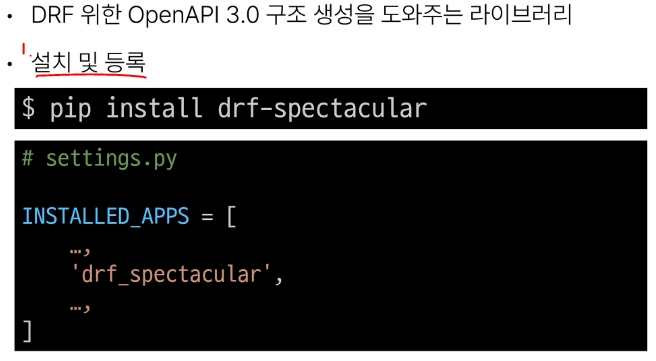 • DRF 위한 OpenAPI 3.0 구조 생성을 도와주는 라이브러리
1.
• 설치 및 등록
$ pip install drf-spectacular
# settings.py
INSTALLED_APPS = [
    …,
    'drf_spectacular',
    …,
]